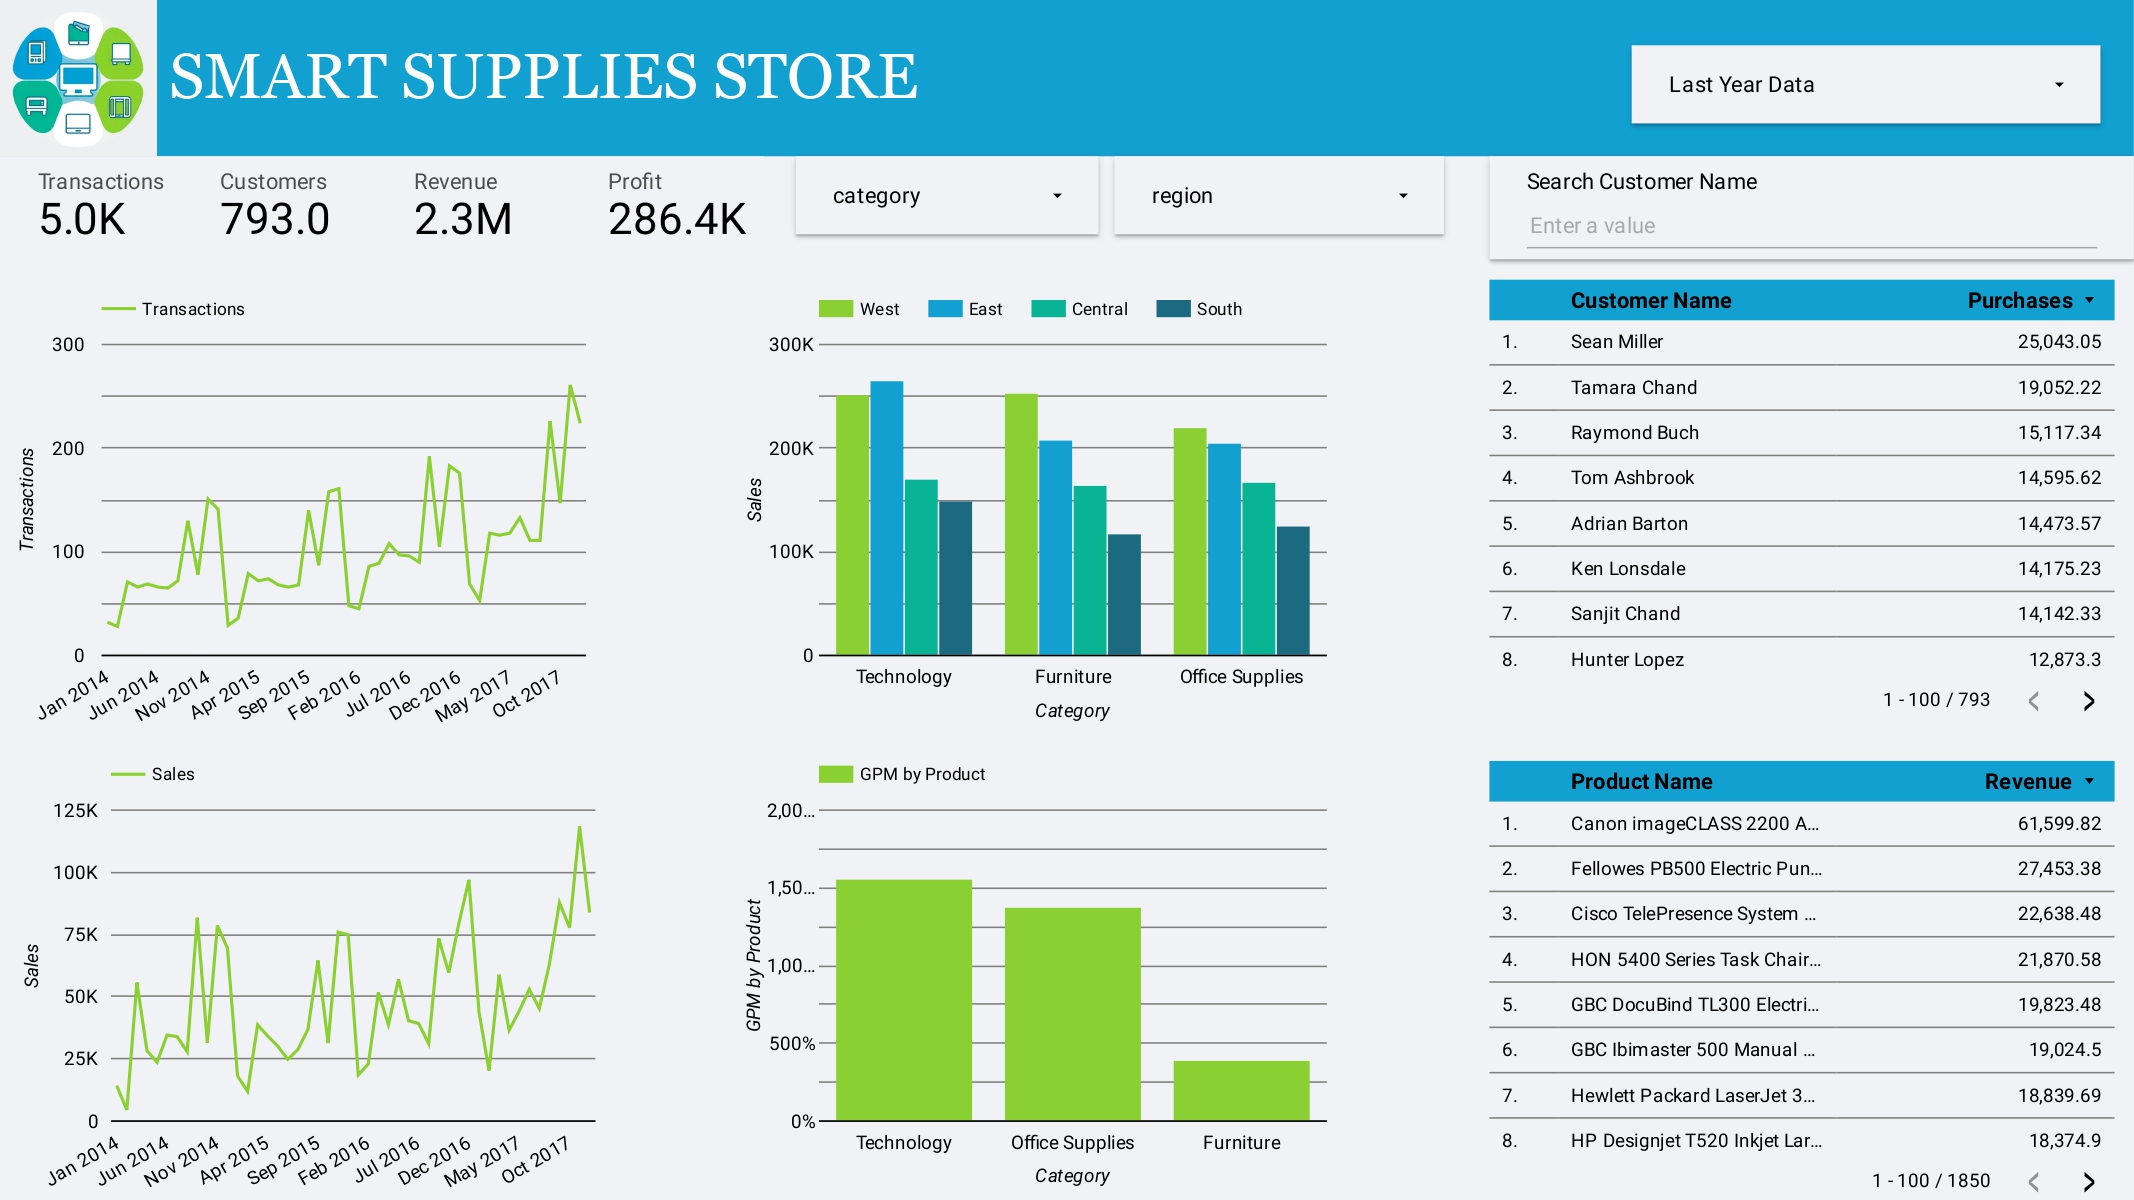 SMART SUPPLIES STORE
Last Year Data
Transactions
5.0K
Customers
793.0
Revenue
2.3M
Profit
286.4K
category
region
Search Customer Name
Enter a value
Transactions
300
200
100
0
Transactions
Jan 2014
Jun 2014
Nov 2014
Apr 2015
Sep 2015
Feb 2016
Jul 2016
Dec 2016
May 2017
Oct 2017
West East Central South
300K
200K
100K
0
Sales
Technology Furniture Office Supplies
Category
Customer Name Purchases
1. Sean Miller 25,043.05
2. Tamara Chand 19,052.22
3. Raymond Buch 15,117.34
4. Tom Ashbrook 14,595.62
5. Adrian Barton 14,473.57
6. Ken Lonsdale 14,175.23
7. Sanjit Chand 14,142.33
8. Hunter Lopez 12,873.3
1 - 100 / 793
Sales
125K
100K
75K
50K
25K
0
Sales
Jan 2014
Jun 2014
Nov 2014
Apr 2015
Sep 2015
Feb 2016
Jul 2016
Dec 2016
May 2017
Oct 2017
GPM by Product
2,00...
1,50...
1,00...
500%
0%
GPM by Product
Technology Office Supplies Furniture
Category
Product Name Revenue
1. Canon imageCLASS 2200 A... 61,599.82
2. Fellowes PB500 Electric Pun... 27,453.38
3. Cisco TelePresence System ... 22,638.48
4. HON 5400 Series Task Chair... 21,870.58
5. GBC DocuBind TL300 Electri... 19,823.48
6. GBC Ibimaster 500 Manual ... 19,024.5
7. Hewlett Packard LaserJet 3... 18,839.69
8. HP Designjet T520 Inkjet Lar... 18,374.9
1 - 100 / 1850